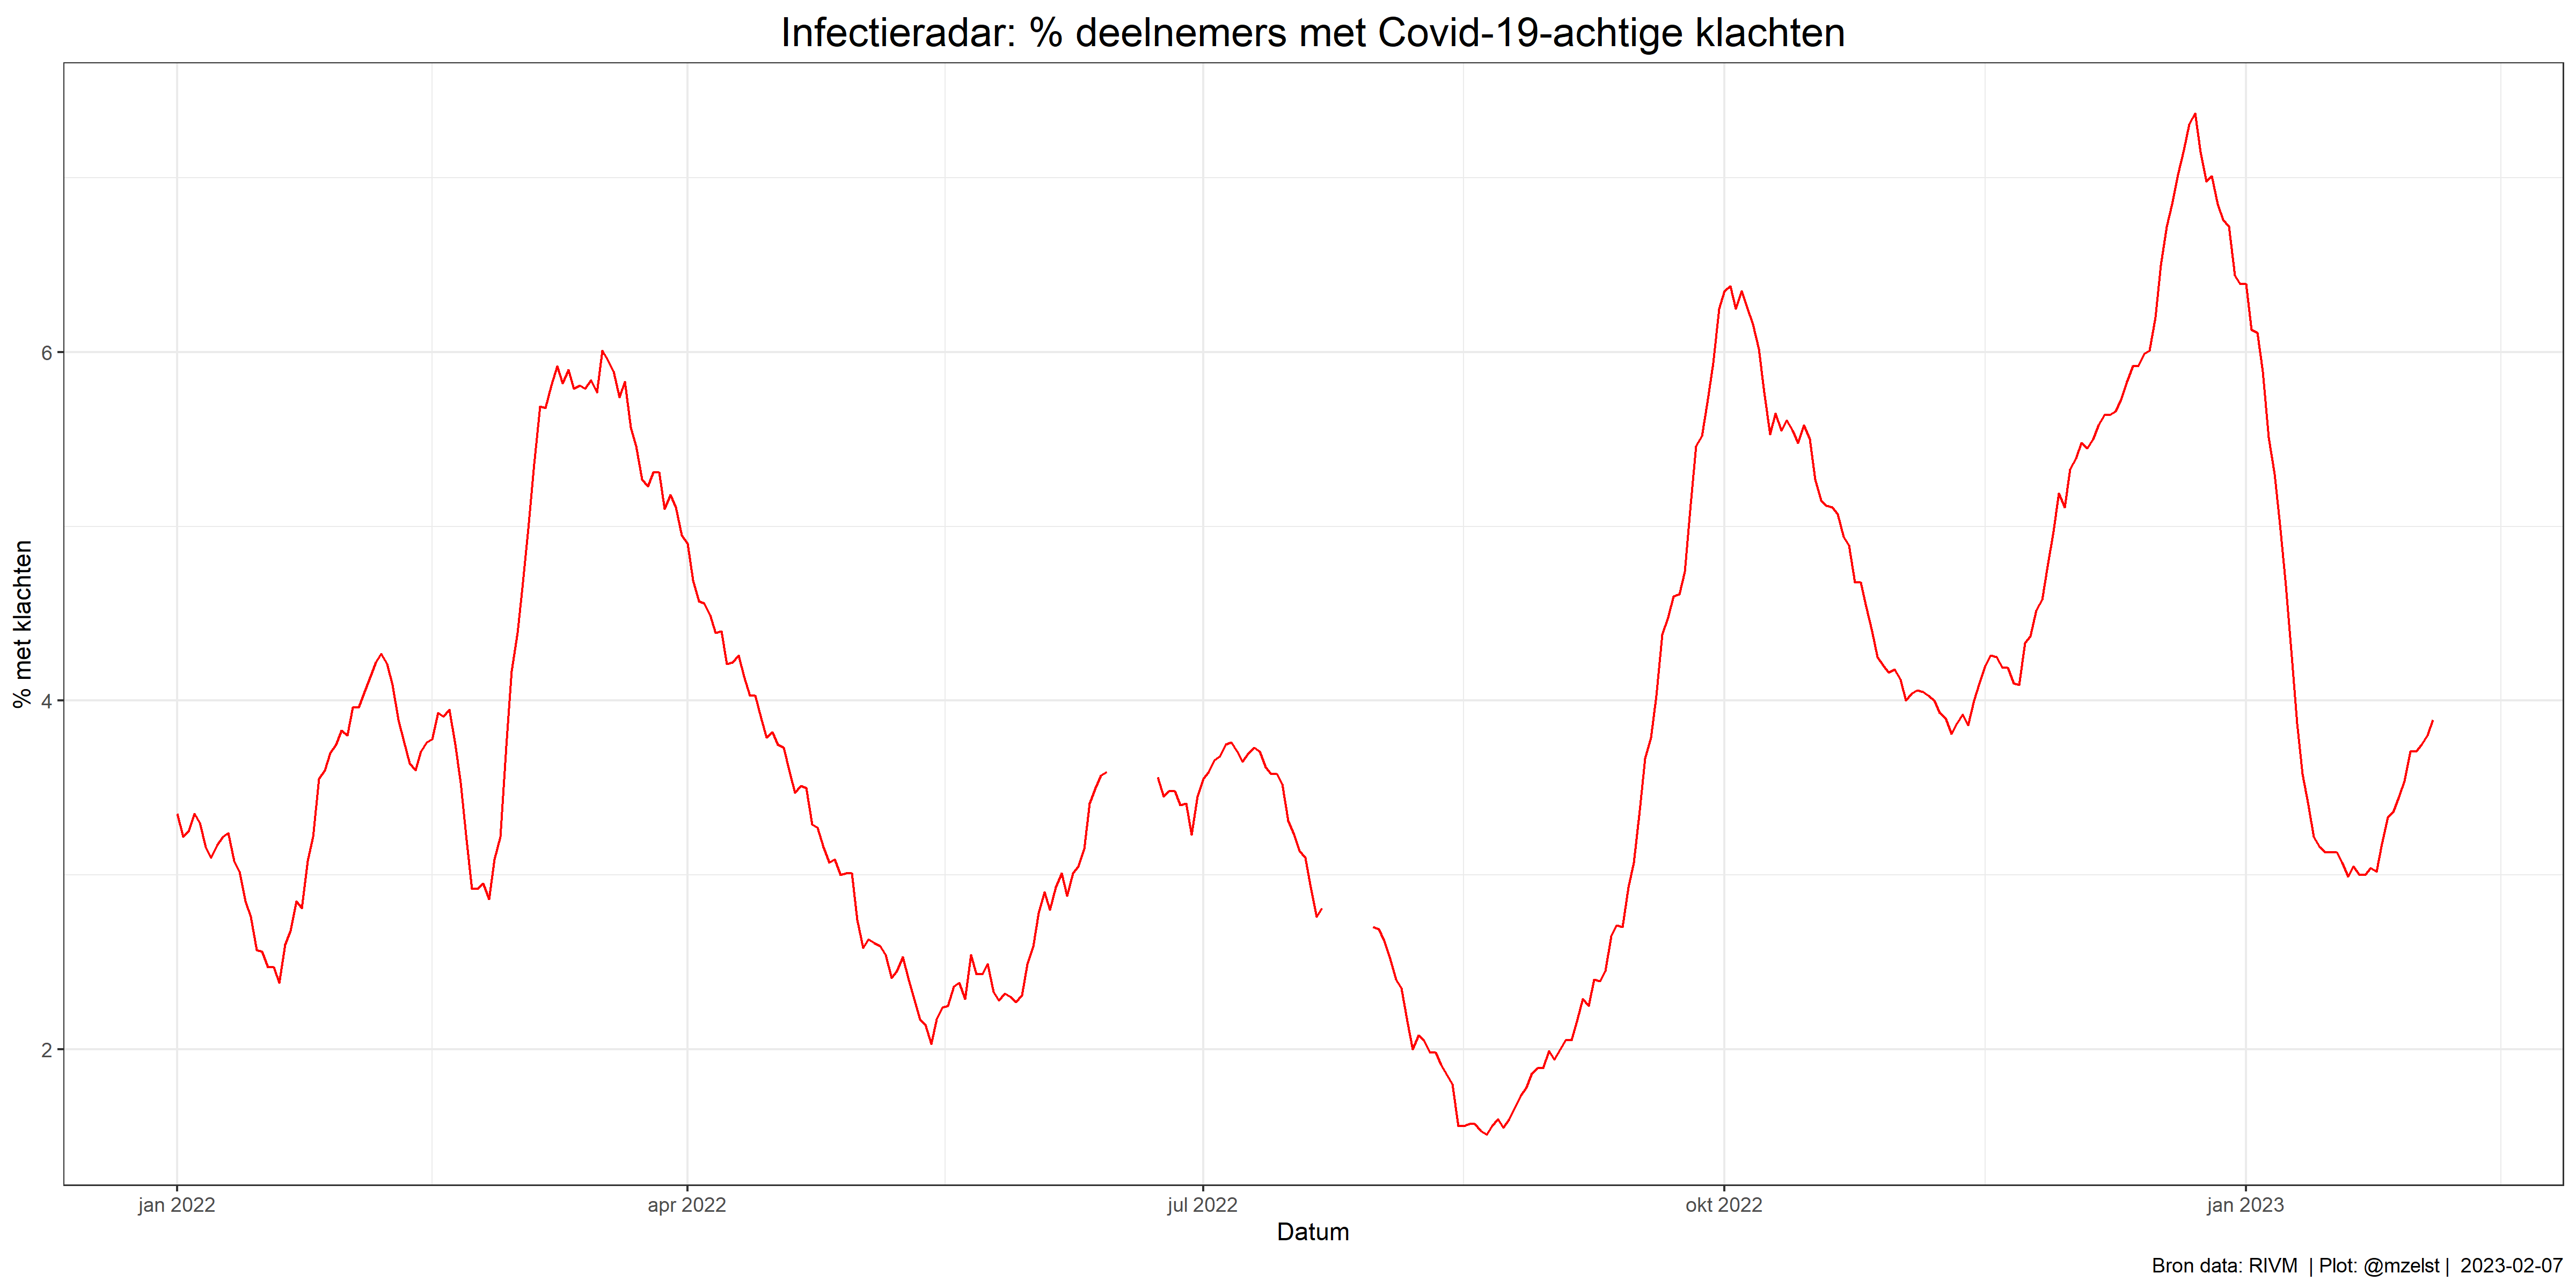 Infectieradar: % deelnemers met Covid-19-achtige klachten
% met klachten
6
4
2
jan 2022
apr 2022
jul 2022
okt 2022
jan 2023
Datum
Bron data: RIVM | Plot: @mzelst | 2023-02-07